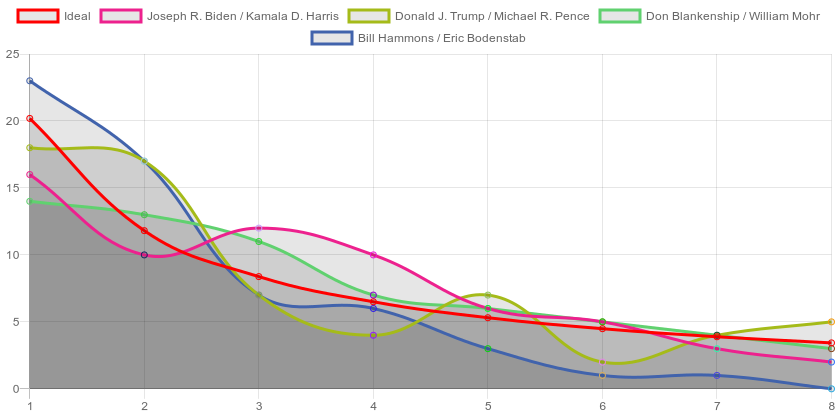 Ideal Joseph R. Biden / Kamala D. Harris Donald J. Trump / Michael R. Pence Don Blankenship / William Mohr
Bill Hammons / Eric Bodenstab
25
20
15
10
5
0
1 2 3 4 5 6 7 8